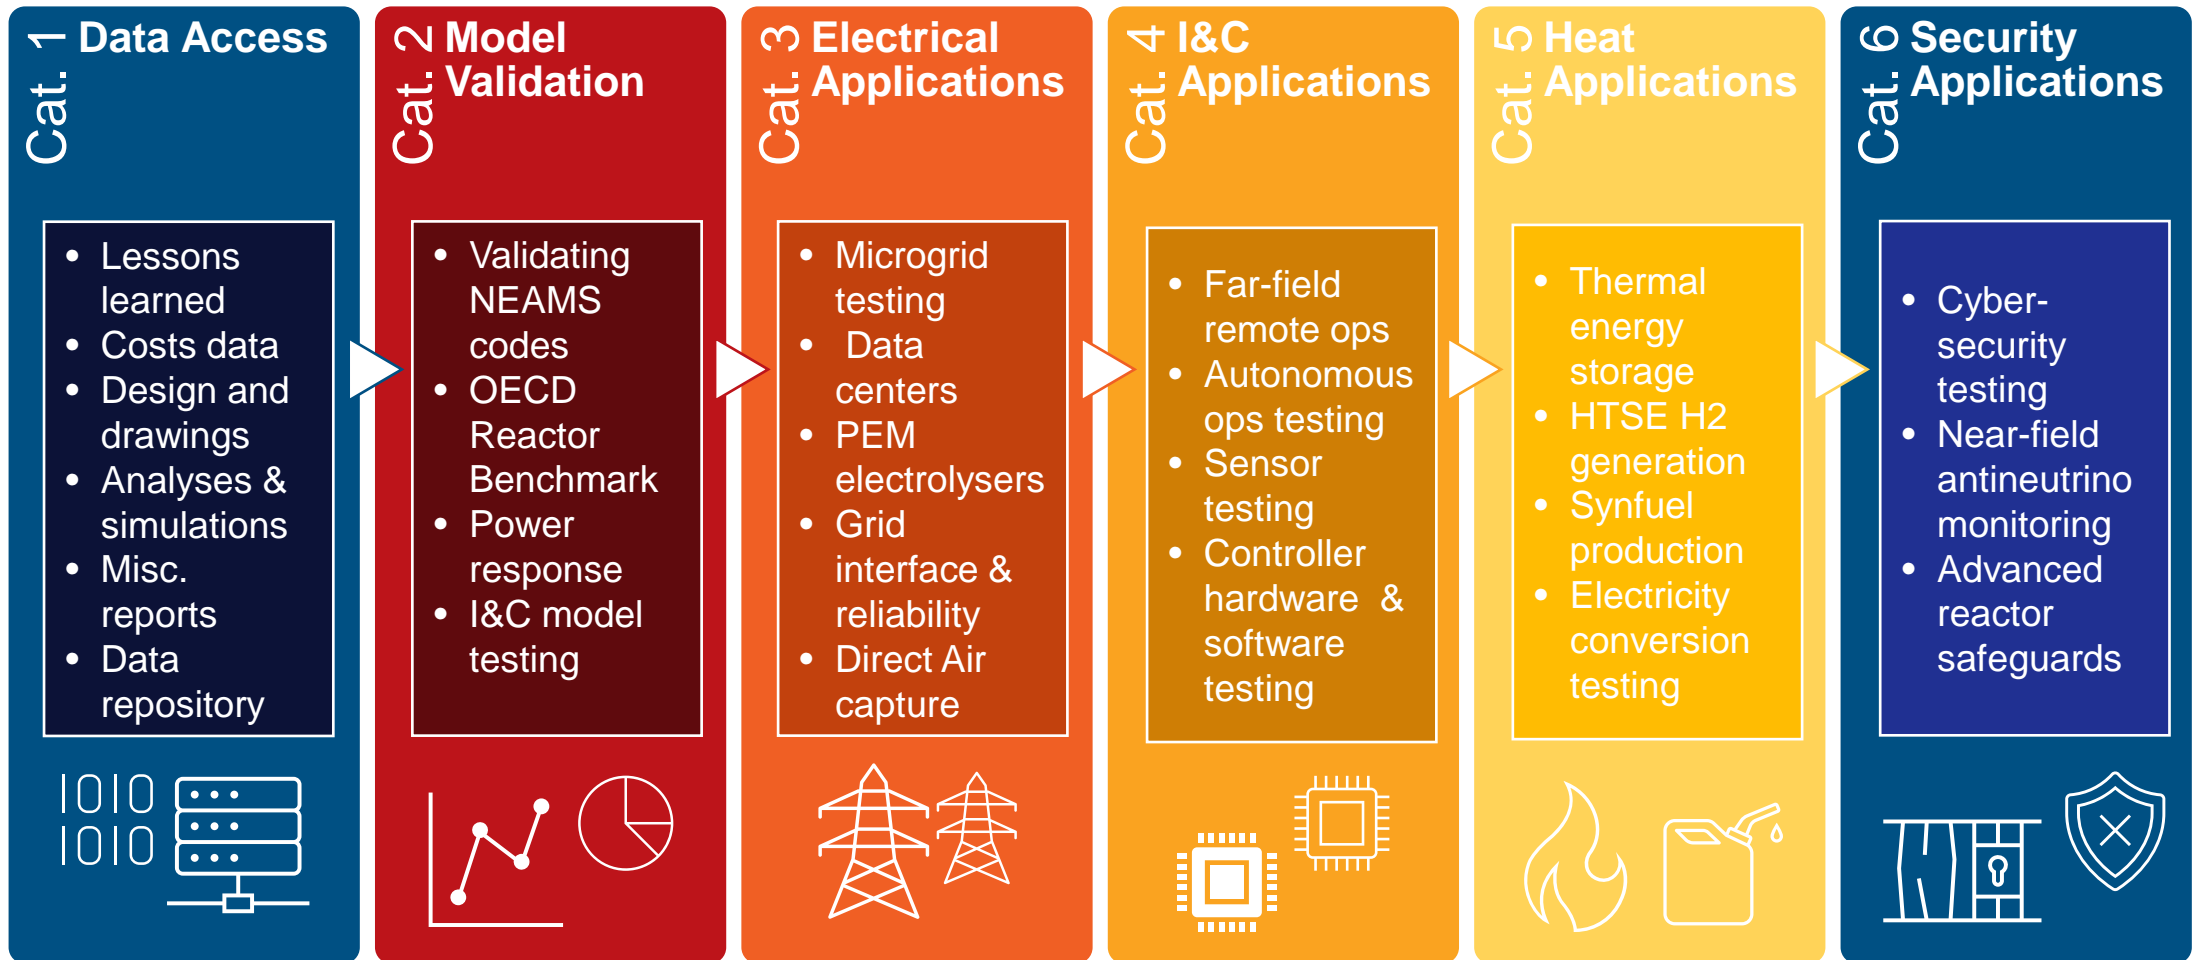 Cat. 1
Data Access
• Lessons
learned
• Costs data
• Design and
drawings
• Analyses &
simulations
• Misc.
reports
• Data
repository
1010
1010
Cat. 2
Model
Validation
• Validating
NEAMS
codes
• OECD
Reactor
Benchmark
• Power
response
• I&C model
testing
Cat. 3
Electrical
Applications
• Microgrid
testing
• Data
centers
• PEM
electrolysers
• Grid
interface &
reliability
• Direct Air
capture
Cat. 4
I&C
Applications
• Far-field
remote ops
• Autonomous
ops testing
• Sensor
testing
• Controller
hardware &
software
testing
Cat. 5
Heat
Applications
• Thermal
energy
storage
• HTSE H2
generation
• Synfuel
production
• Electricity
conversion
testing
Cat. 6
Security
Applications
• Cyber-
security
testing
• Near-field
antineutrino
monitoring
• Advanced
reactor
safeguards